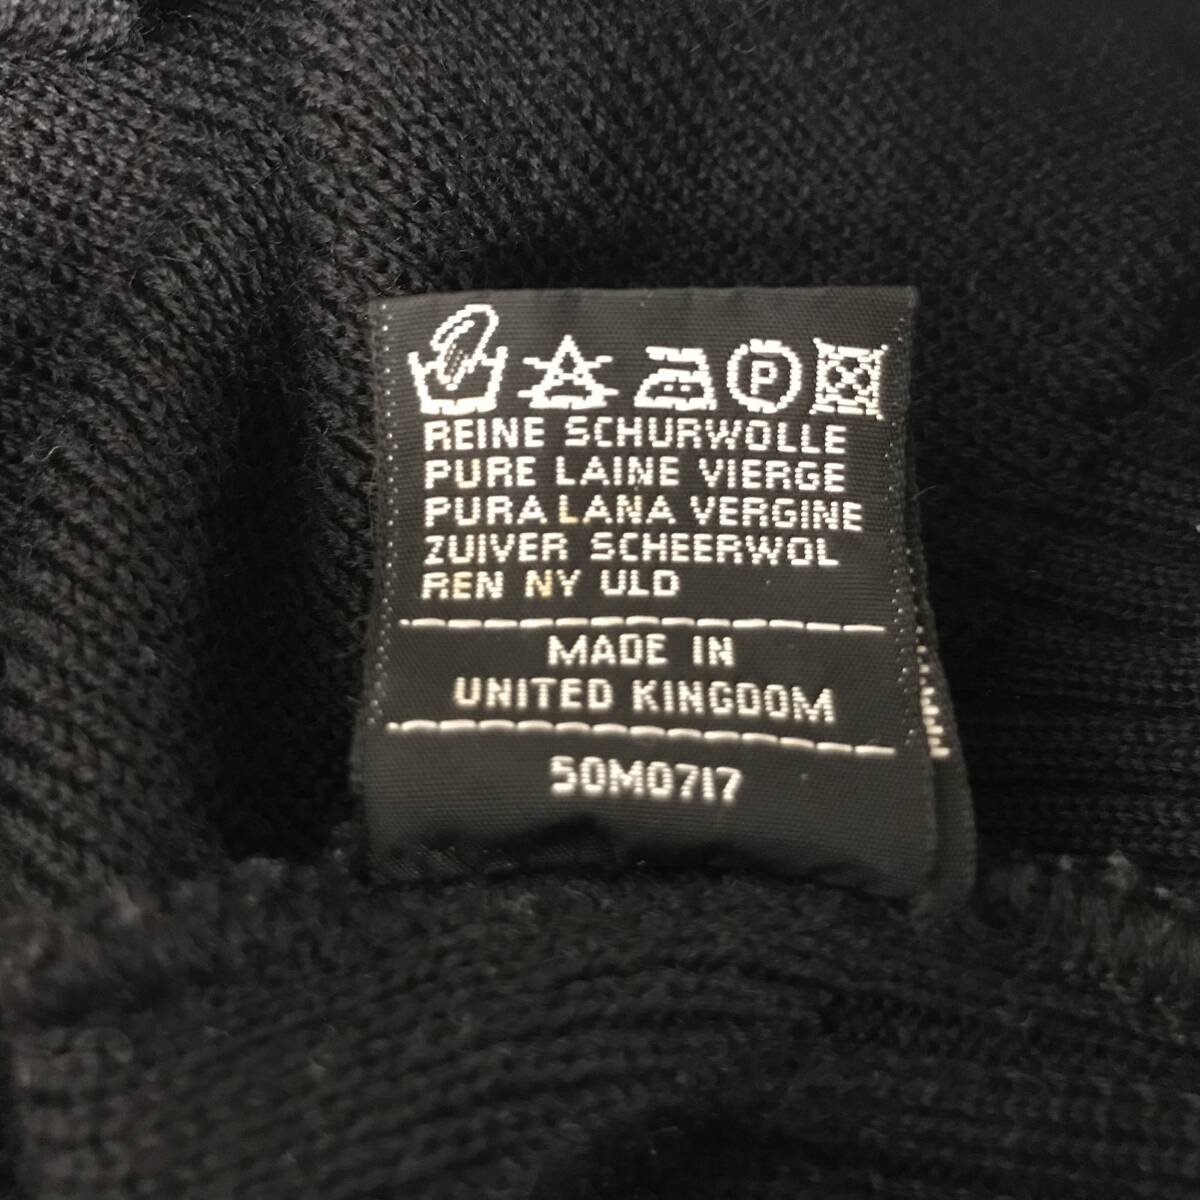 P
REINE SCHURWOLLE
PURE LAINE VIERGE
PURA LANA VERGINE
ZUIVER SCHEERWOL
REN NY ULD
MADE IN
UNITED KINGDOM
50M0717